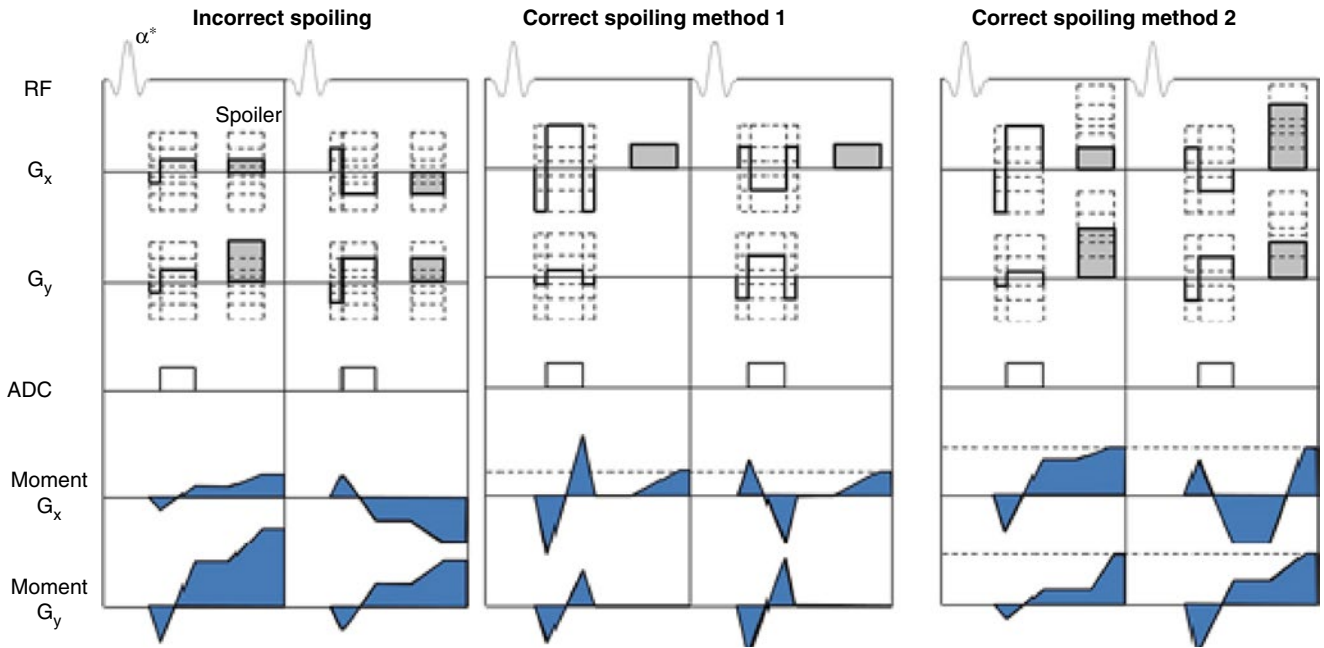 Incorrect spoiling
Correct spoiling method 1
Correct spoiling method 2
α*
RF
Spoiler
Gx
Gy
ADC
Moment
Gx
Moment
Gy